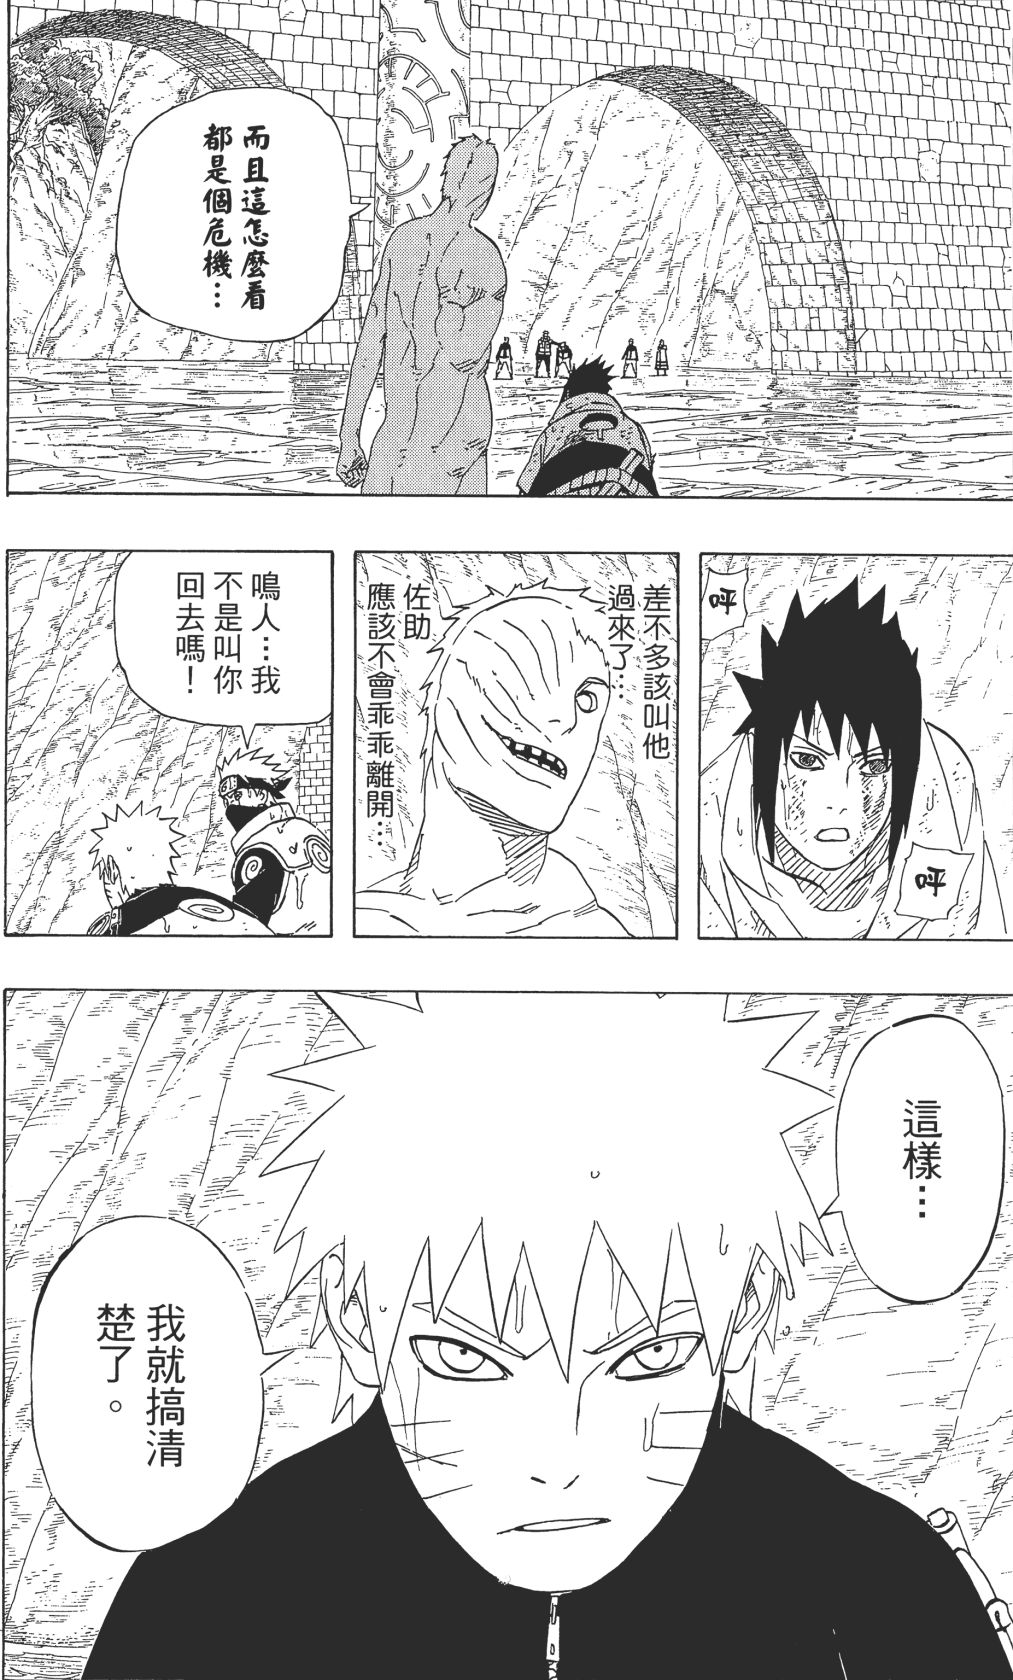 而且這怎麼看
都是個危機…
呼
呼
差不多該叫他
過來了…
佐助
應該不會乖乖離開…
鳴人…我
不是叫你
回去嗎！
這樣…
我就搞清
楚了。